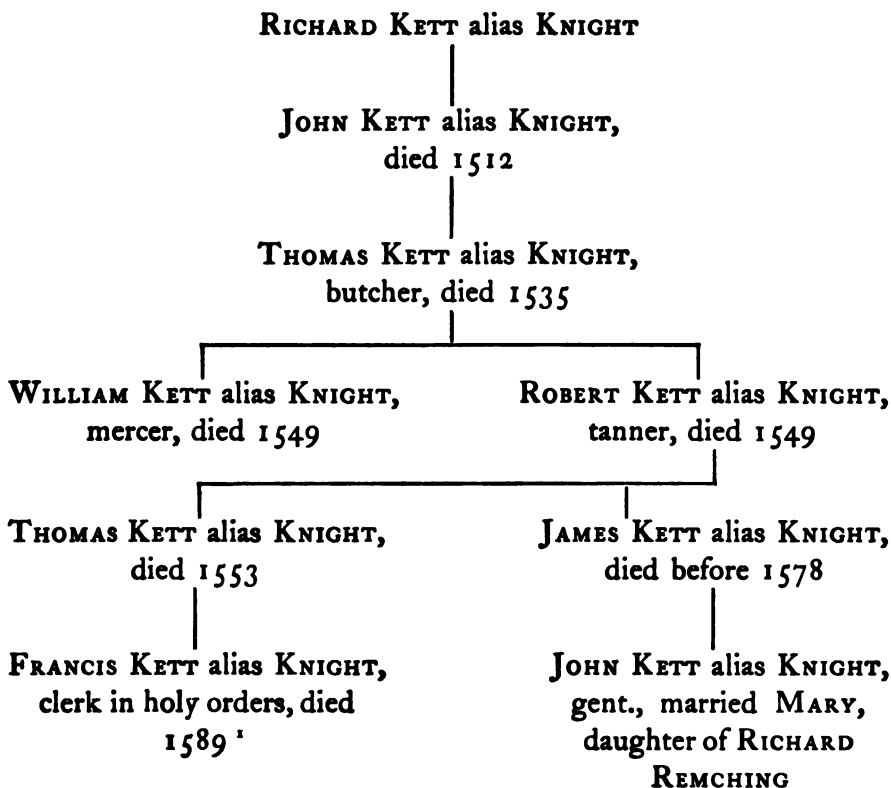 RICHARD KETT alias KNIGHT
JOHN KETT alias KNIGHT,
died 1512
THOMAS KETT alias KNIGHT,
butcher, died 1535
WILLIAM KETT alias KNIGHT,
mercer, died 1549
ROBERT KETT alias KNIGHT,
tanner, died 1549
THOMAS KETT alias KNIGHT,
died 1553
JAMES KETT alias KNIGHT,
died before 1578
FRANCIS KETT alias KNIGHT,
clerk in holy orders, died
1589 ¹
JOHN KETT alias KNIGHT,
gent., married MARY,
daughter of RICHARD
REMCHING